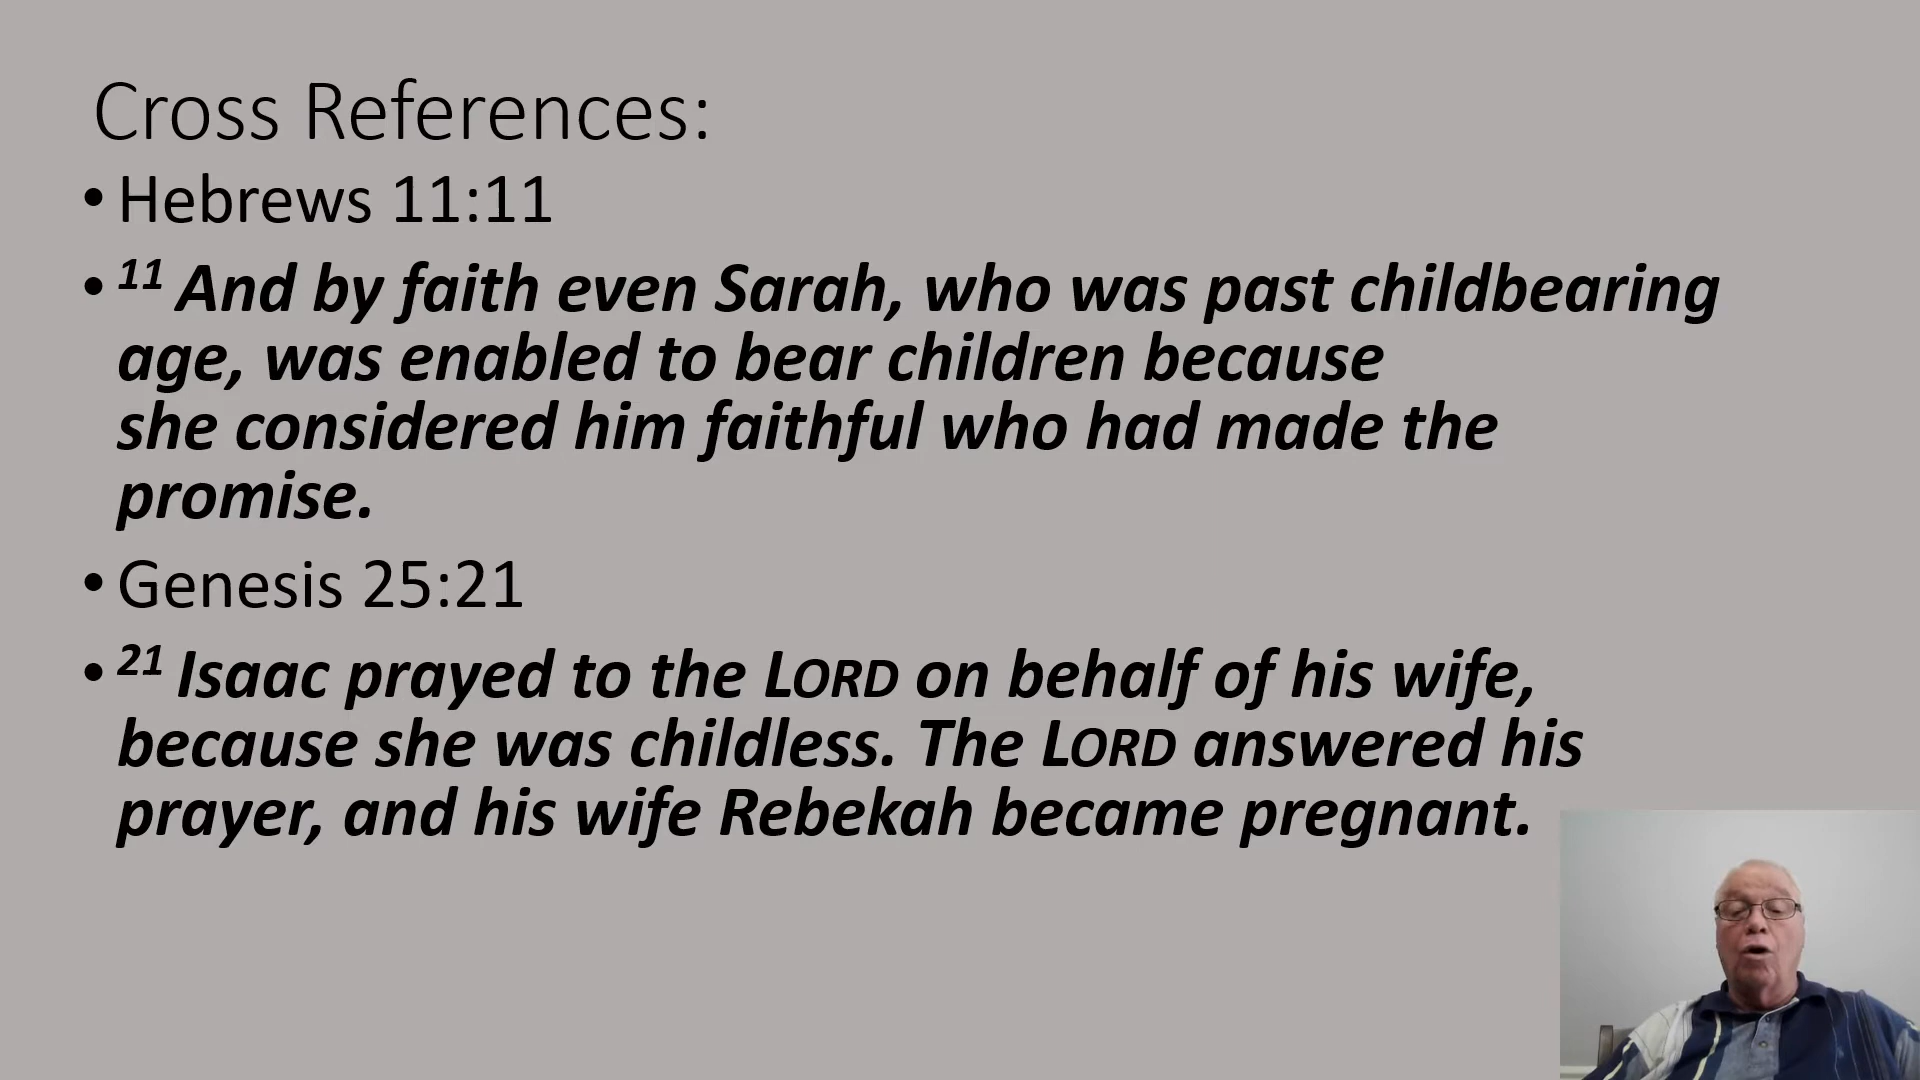 Cross References:
• Hebrews 11:11
• 11 And by faith even Sarah, who was past childbearing
age, was enabled to bear children because
she considered him faithful who had made the
promise.
• Genesis 25:21
• 21 Isaac prayed to the LORD on behalf of his wife,
because she was childless. The LORD answered his
prayer, and his wife Rebekah became pregnant.